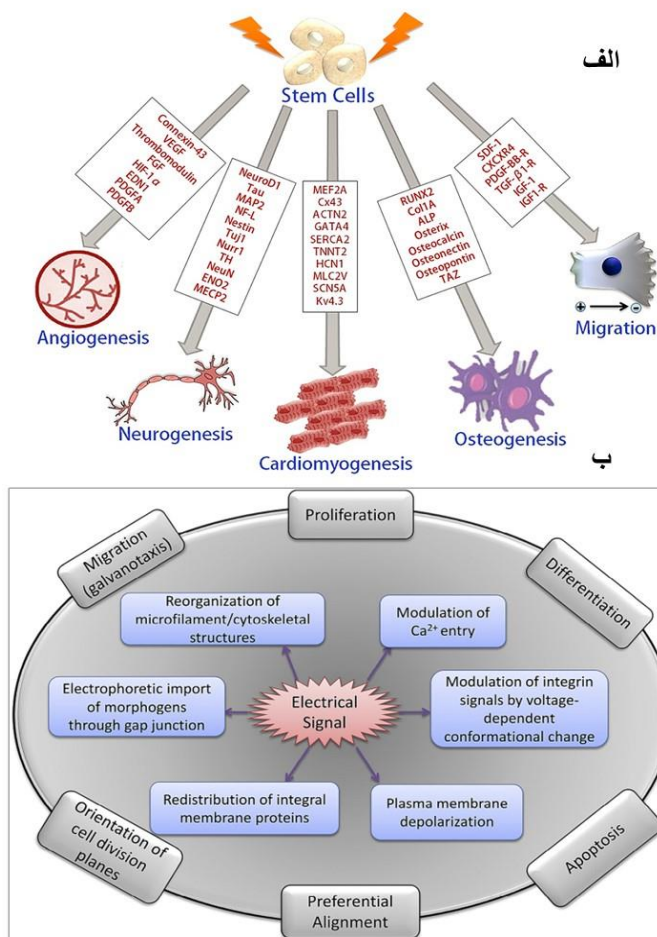 الف
Stem Cells
Connexin-43
VEGF
Thrombomodulin
FGF
HIF-1α
EDN1
PDGFA
PDGFB
NeuroD1
Tau
MAP2
NF-L
Nestin
Tuj1
Nurr1
TH
NeuN
ENO2
MECP2
MEF2A
Cx43
ACTN2
GATA4
SERCA2
TNNT2
HCN1
MLC2V
SCN5A
Kv4.3
RUNX2
Col1A
ALP
Osterix
Osteocalcin
Osteonectin
Osteopontin
TAZ
SDF-1
CXCR4
PDGF-BB-R
TGF-β1-R
IGF-1
IGF1-R
Angiogenesis
Neurogenesis
Cardiomyogenesis
Osteogenesis
+
-
Migration
ب
Proliferation
Migration
(galvanotaxis)
Differentiation
Reorganization of
microfilament/cytoskeletal
structures
Modulation of
Ca²⁺ entry
Electrophoretic import
of morphogens
through gap junction
Electrical
Signal
Modulation of integrin
signals by voltage-
dependent
conformational change
Redistribution of integral
membrane proteins
Plasma membrane
depolarization
Orientation of
cell division
planes
Preferential
Alignment
Apoptosis